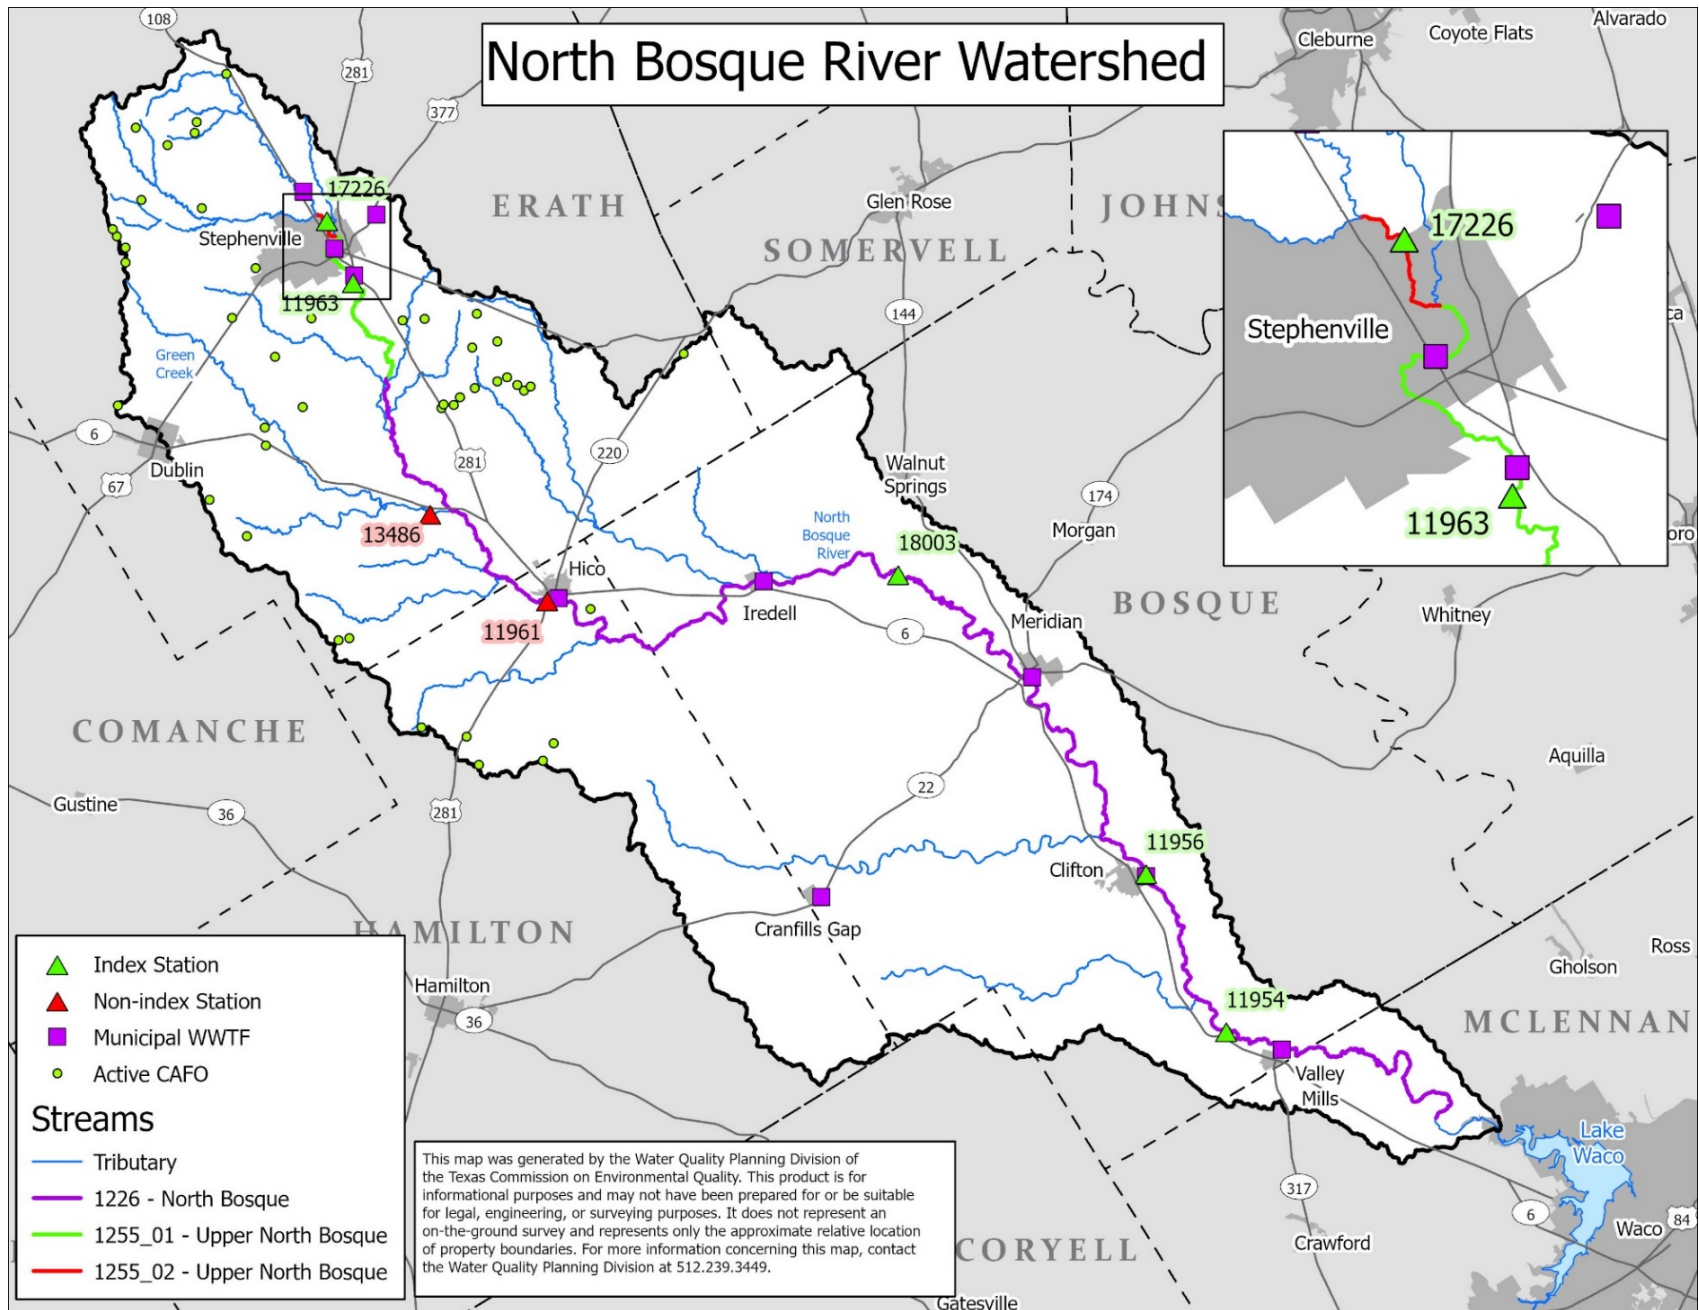 North Bosque River Watershed
108
281
377
Cleburne
Coyote Flats
Alvarado
17226
ERATH
Glen Rose
JOHNS
Stephenville
SOMERVELL
11963
144
Green
Creek
6
Dublin
67
281
220
Walnut
Springs
174
Morgan
13486
North
Bosque
River
18003
Hico
11961
Iredell
6
Meridian
BOSQUE
Whitney
17226
Stephenville
11963
ca
oro
COMANCHE
Aquilla
Gustine
36
281
22
11956
Clifton
HAMILTON
Cranfills Gap
Hamilton
36
11954
Gholson
Ross
MCLENNAN
Valley
Mills
Lake
Waco
317
6
84
Waco
Crawford
CORYELL
Gatesville
Index Station
Non-index Station
Municipal WWTF
Active CAFO
Streams
Tributary
1226 - North Bosque
1255_01 - Upper North Bosque
1255_02 - Upper North Bosque
This map was generated by the Water Quality Planning Division of
the Texas Commission on Environmental Quality. This product is for
informational purposes and may not have been prepared for or be suitable
for legal, engineering, or surveying purposes. It does not represent an
on-the-ground survey and represents only the approximate relative location
of property boundaries. For more information concerning this map, contact
the Water Quality Planning Division at 512.239.3449.